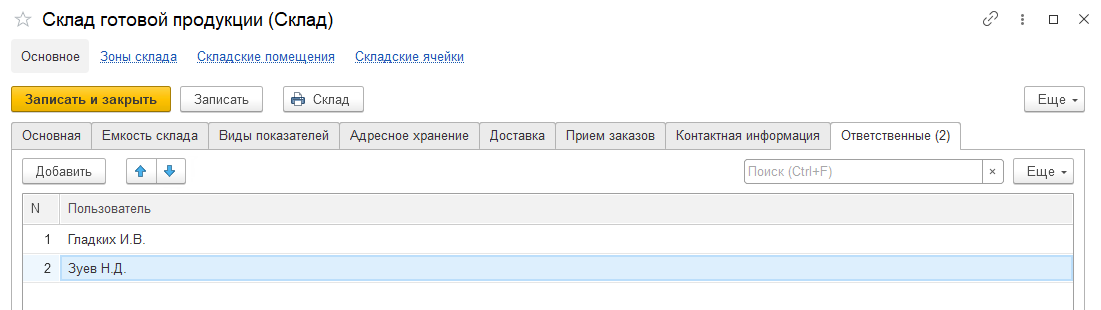 Склад готовой продукции (Склад)
Основное Зоны склада Складские помещения Складские ячейки
Записать и закрыть Записать Склад Еще
Основная Емкость склада Виды показателей Адресное хранение Доставка Прием заказов Контактная информация Ответственные (2)
Добавить Поиск (Ctrl+F) × Еще
N Пользователь
1 Гладких И.В.
2 Зуев Н.Д.